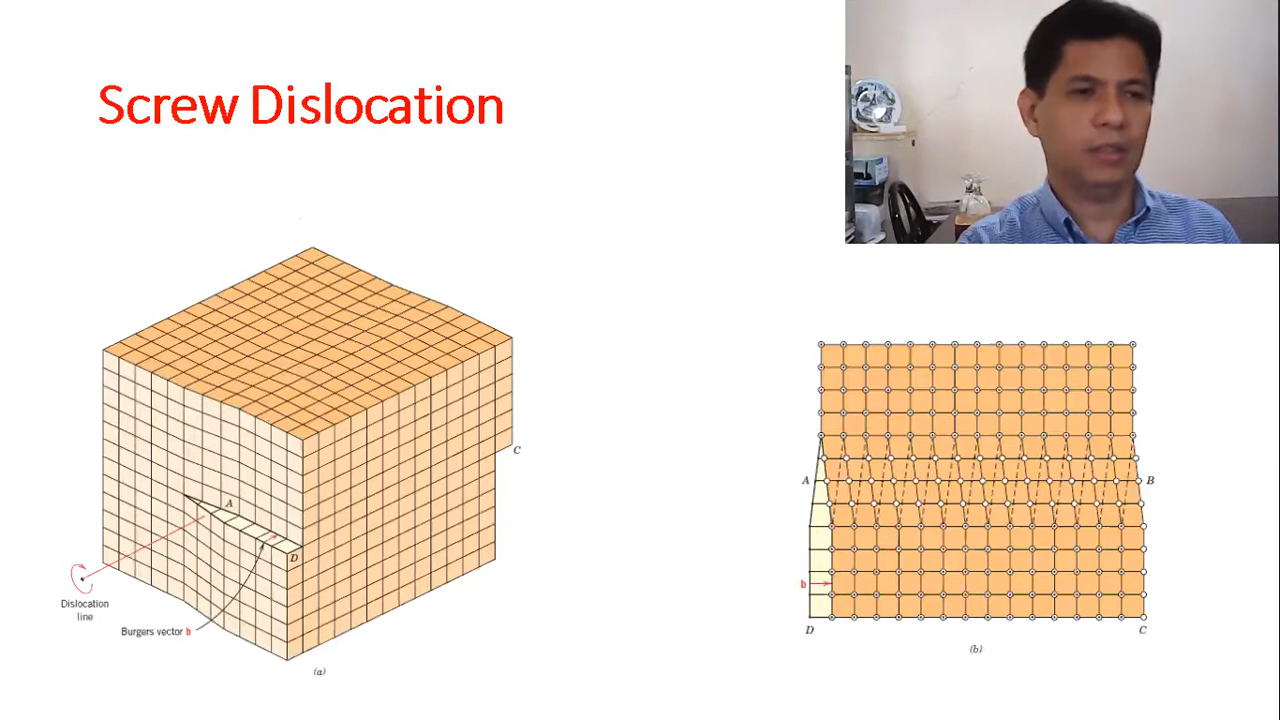 Screw Dislocation
C
A
D
Dislocation
line
Burgers vector b
(a)
A
B
b
D
C
(b)